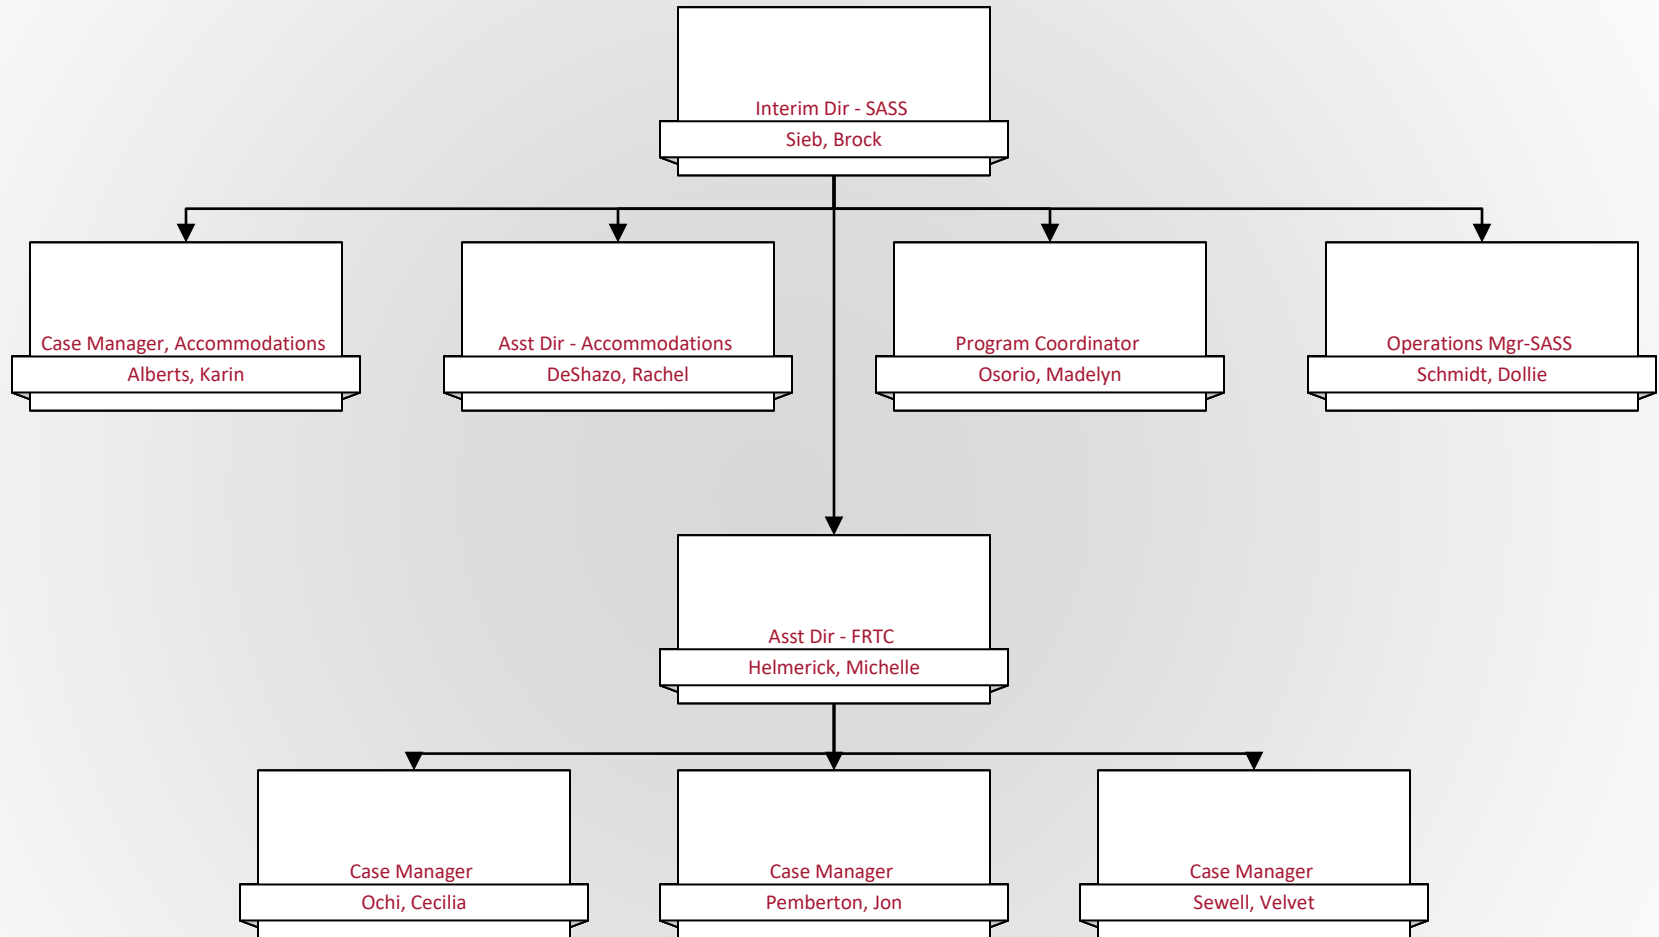 Interim Dir - SASS
Sieb, Brock
Case Manager, Accommodations
Alberts, Karin
Asst Dir - Accommodations
DeShazo, Rachel
Program Coordinator
Osorio, Madelyn
Operations Mgr-SASS
Schmidt, Dollie
Asst Dir - FRTC
Helmerick, Michelle
Case Manager
Ochi, Cecilia
Case Manager
Pemberton, Jon
Case Manager
Sewell, Velvet